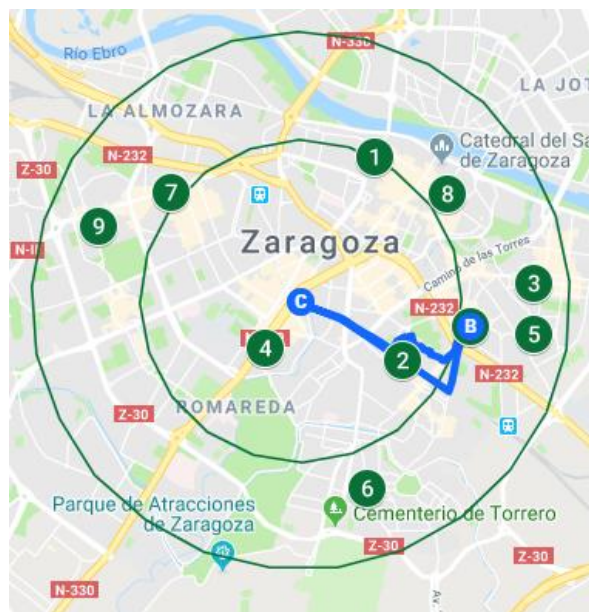 N-330
Río Ebro
LA JOT
LA ALMOZARA
N-232
1
Catedral del Sa
de Zaragoza
Z-30
7
8
9
N-II
Zaragoza
Camino de las Torres
3
C
N-232
B
5
4
2
N-232
ROMAREDA
Z-30
6
Parque de Atracciones
de Zaragoza
Cementerio de Torrero
Z-30
Z-30
N-330
Av.